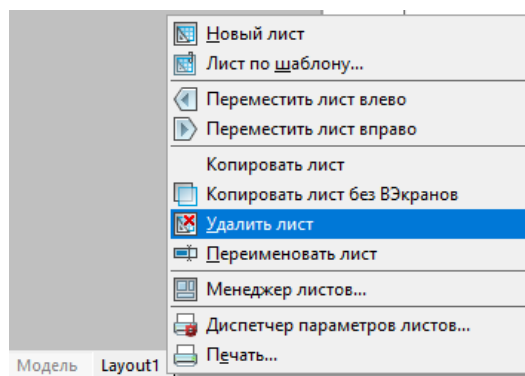 Новый лист
Лист по шаблону...
Переместить лист влево
Переместить лист вправо
Копировать лист
Копировать лист без ВЭкранов
Удалить лист
Переименовать лист
Менеджер листов...
Диспетчер параметров листов...
Печать...
Модель Layout1